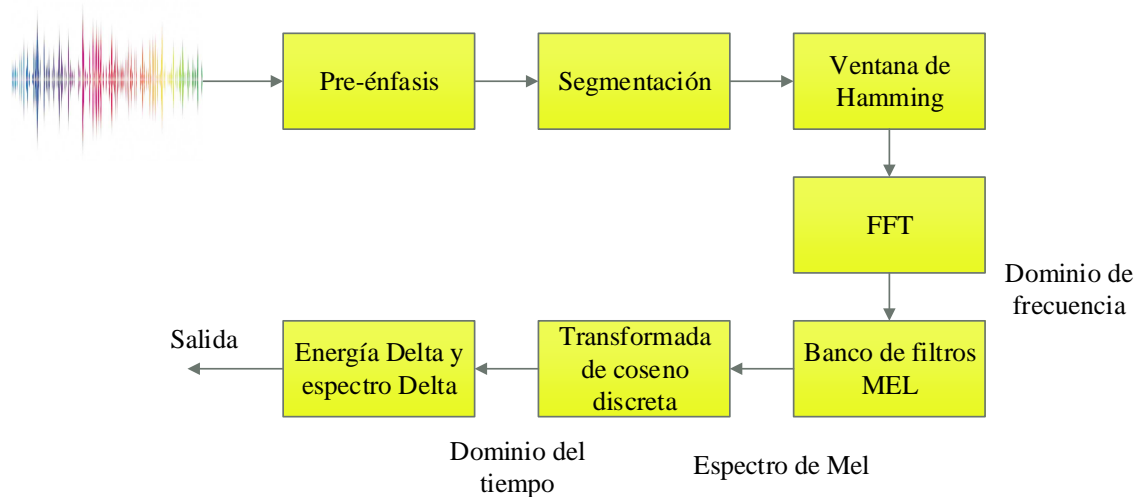 Pre-énfasis
Segmentación
Ventana de
Hamming
FFT
Dominio de
frecuencia
Banco de filtros
MEL
Espectro de Mel
Transformada
de coseno
discreta
Dominio del
tiempo
Energía Delta y
espectro Delta
Salida